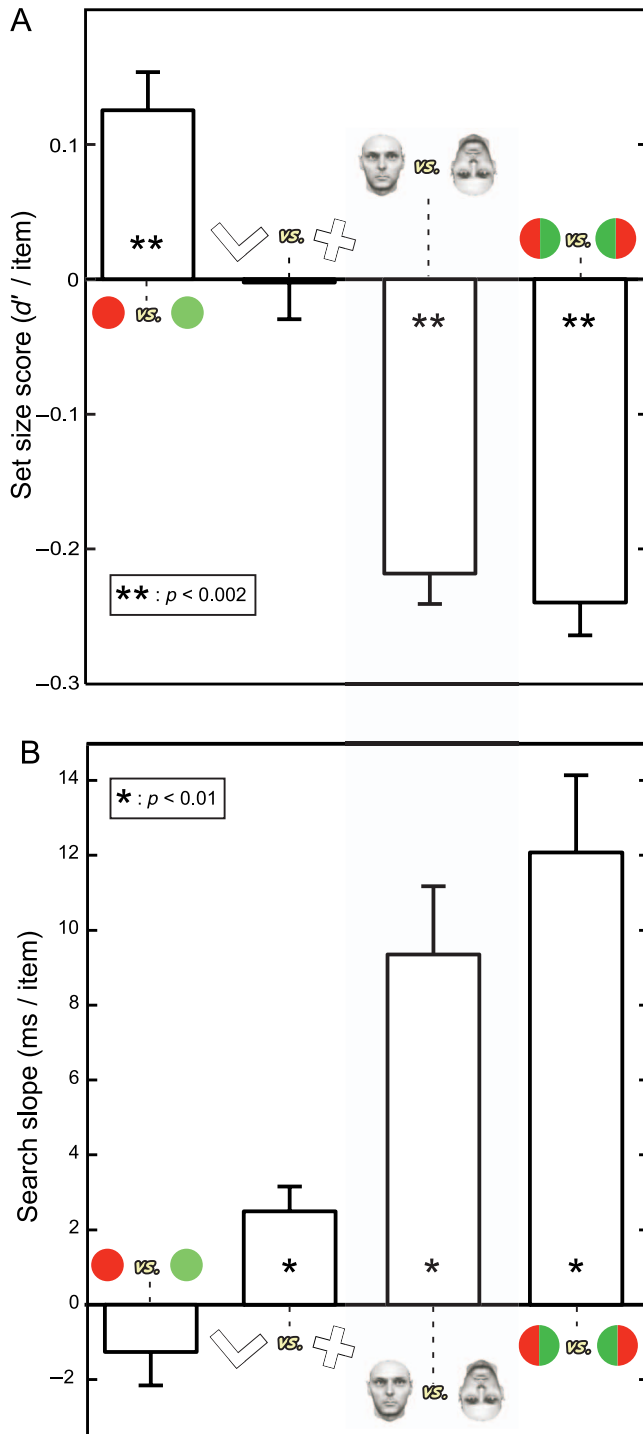 A
0.1
0
−0.1
−0.2
−0.3
Set size score (d′ / item)
**
vs.
vs.
vs.
vs.
**
**
** : p < 0.002
B
14
12
10
8
6
4
2
0
−2
Search slope (ms / item)
* : p < 0.01
vs.
*
*
*
vs.
vs.
vs.